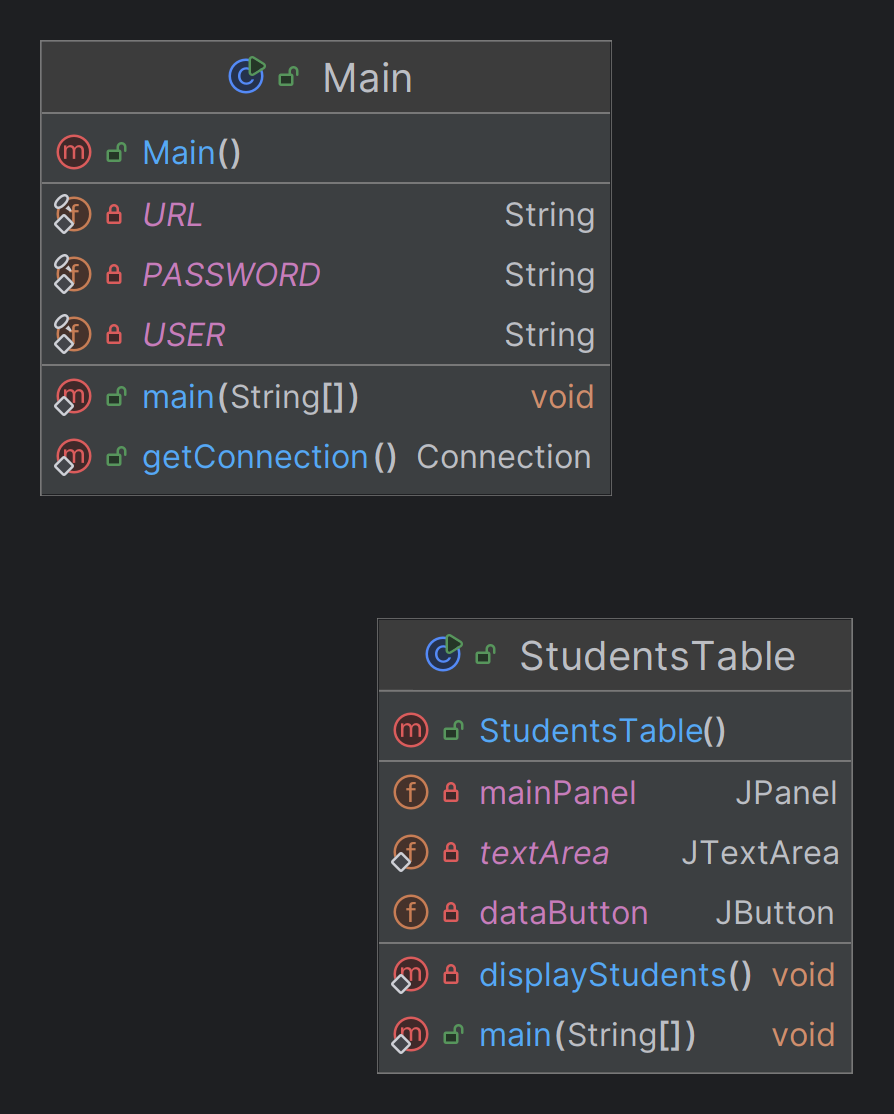 Main
Main()
URL String
PASSWORD String
USER String
main(String[]) void
getConnection() Connection
StudentsTable
StudentsTable()
mainPanel JPanel
textArea JTextArea
dataButton JButton
displayStudents() void
main(String[]) void